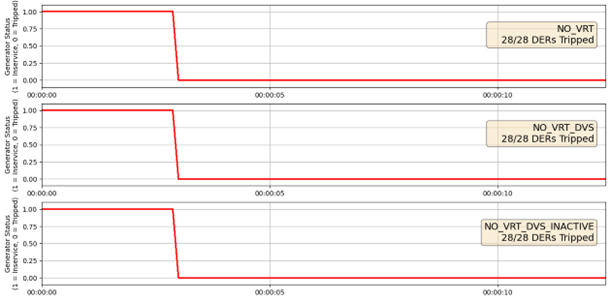 Generator Status
(1 = Inservice, 0 = Tripped)
1.00
0.75
0.50
0.25
0.00
NO_VRT
28/28 DERs Tripped
00:00:00
00:00:05
00:00:10
Generator Status
(1 = Inservice, 0 = Tripped)
1.00
0.75
0.50
0.25
0.00
NO_VRT_DVS
28/28 DERs Tripped
00:00:00
00:00:05
00:00:10
Generator Status
(1 = Inservice, 0 = Tripped)
1.00
0.75
0.50
0.25
0.00
NO_VRT_DVS_INACTIVE
28/28 DERs Tripped
00:00:00
00:00:05
00:00:10